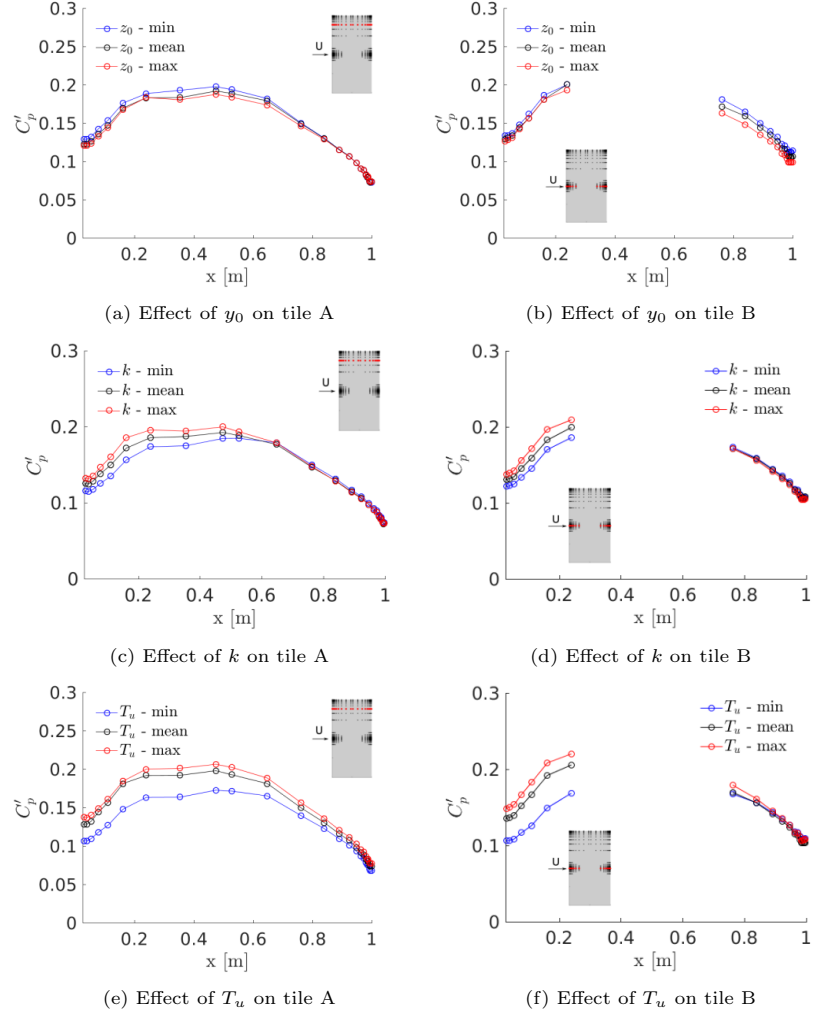 0.3
0.25
0.2
0.15
0.1
0.05
0
C′p
z0 - min
z0 - mean
z0 - max
U
0.2 0.4 0.6 0.8 1
x [m]
(a) Effect of y0 on tile A
0.3
0.25
0.2
0.15
0.1
0.05
0
C′p
z0 - min
z0 - mean
z0 - max
U
0.2 0.4 0.6 0.8 1
x [m]
(b) Effect of y0 on tile B
0.3
0.2
0.1
0
C′p
k - min
k - mean
k - max
U
0.2 0.4 0.6 0.8 1
x [m]
(c) Effect of k on tile A
0.3
0.2
0.1
0
C′p
k - min
k - mean
k - max
U
0.2 0.4 0.6 0.8 1
x [m]
(d) Effect of k on tile B
0.3
0.25
0.2
0.15
0.1
0.05
0
C′p
Tu - min
Tu - mean
Tu - max
U
0.2 0.4 0.6 0.8 1
x [m]
(e) Effect of Tu on tile A
0.3
0.2
0.1
0
C′p
Tu - min
Tu - mean
Tu - max
U
0.2 0.4 0.6 0.8 1
x [m]
(f) Effect of Tu on tile B